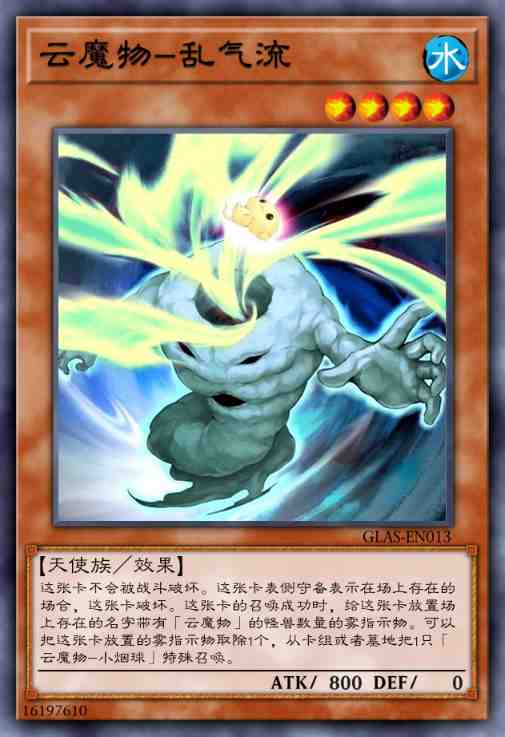 云魔物-乱气流
水
GLAS-EN013
【天使族／效果】
这张卡不会被战斗破坏。这张卡表侧守备表示在场上存在的
场合，这张卡破坏。这张卡的召唤成功时，给这张卡放置场
上存在的名字带有「云魔物」的怪兽数量的雾指示物。可以
把这张卡放置的雾指示物取除1个，从卡组或者墓地把1只「
云魔物-小烟球」特殊召唤。
ATK/ 800 DEF/ 0
16197610